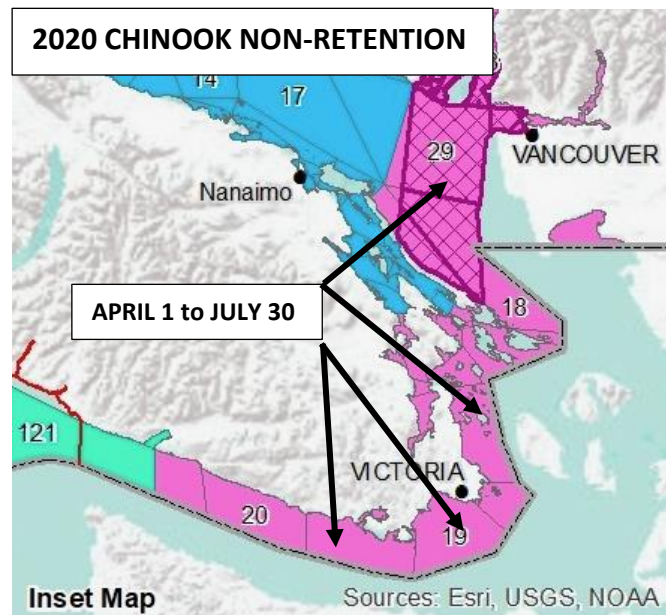 2020 CHINOOK NON-RETENTION
14
17
29
VANCOUVER
Nanaimo
APRIL 1 to JULY 30
18
121
VICTORIA
20
19
Inset Map
Sources: Esri, USGS, NOAA